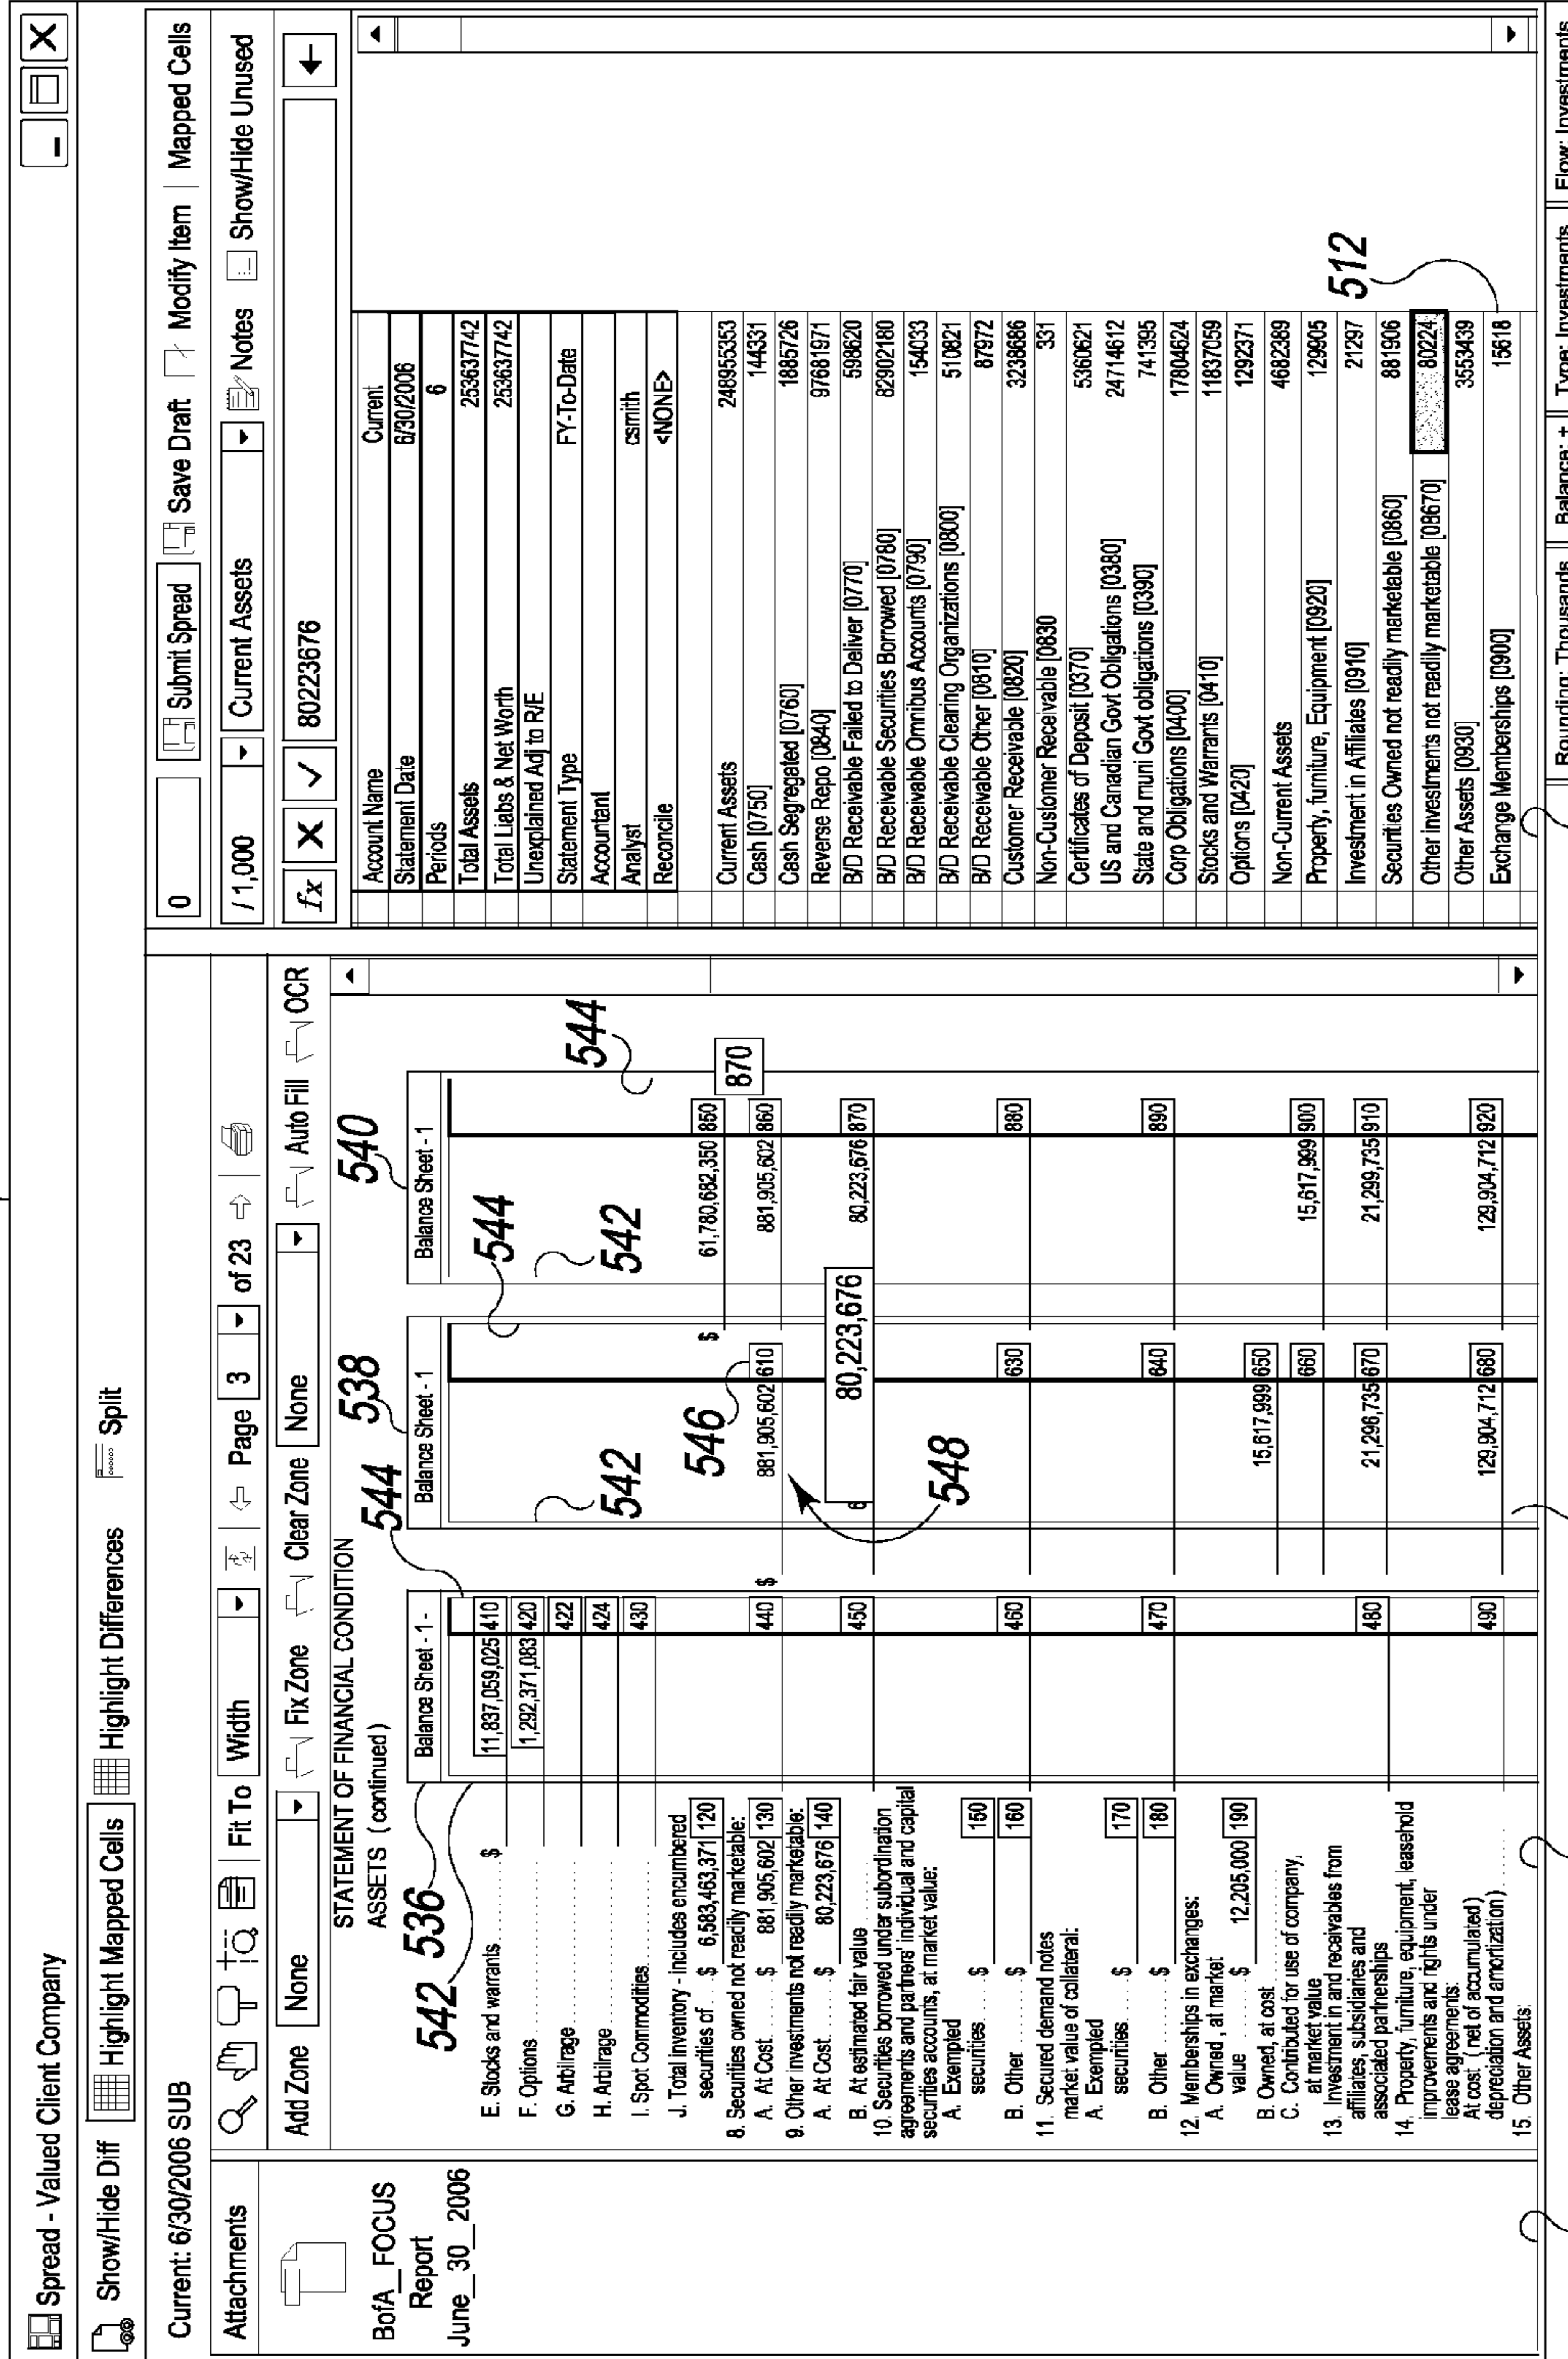 Spread - Valued Client Company
Show/Hide Diff Highlight Mapped Cells Highlight Differences Split
Current: 6/30/2006 SUB
0 Submit Spread Save Draft Modify Item | Mapped Cells
Attachments
Fit To Width Page 3 of 23
/ 1,000 Current Assets Notes Show/Hide Unused
Add Zone None Fix Zone Clear Zone None Auto Fill OCR
fx X ✓ 80223676
BofA_FOCUS
Report
June_30_2006
STATEMENT OF FINANCIAL CONDITION
ASSETS (continued)
542 536 544 538 540
Balance Sheet - 1 - Balance Sheet - 1 Balance Sheet - 1
542 544 542 544
E. Stocks and warrants $ 11,837,059,025 410
F. Options 1,292,371,083 420
G. Arbitrage 422
H. Arbitrage 424
I. Spot Commodities 430
J. Total inventory - includes encumbered
securities of $ 6,583,463,371 120 $ 61,780,682,350 850
870
8. Securities owned not readily marketable:
546
A. At Cost $ 881,905,602 130 440 $ 881,905,602 610 881,905,602 860
9. Other investments not readily marketable:
80,223,676
A. At Cost $ 80,223,676 140 450 6 80,223,676 870
B. At estimated fair value
548
10. Securities borrowed under subordination
agreements and partners' individual and capital
securities accounts, at market value:
A. Exempted
securities $ 150
B. Other $ 160 460 630 880
11. Secured demand notes
market value of collateral:
A. Exempted
securities $ 170
B. Other $ 180 470 640 890
12. Memberships in exchanges:
A. Owned, at market
value $ 12,205,000 190
B. Owned, at cost 15,617,999 650
C. Contributed for use of company,
at market value 660 15,617,999 900
13. Investment in and receivables from
affiliates, subsidiaries and
associated partnerships 480 21,296,735 670 21,299,735 910
14. Property, furniture, equipment, leasehold
improvements and rights under
lease agreements:
At cost (net of accumulated)
depreciation and amortization) 490 129,904,712 680 129,904,712 920
15. Other Assets:
Account Name Current
Statement Date 6/30/2006
Periods 6
Total Assets 253637742
Total Liabs & Net Worth 253637742
Unexplained Adj to R/E
Statement Type FY-To-Date
Accountant
Analyst csmith
Reconcile <NONE>
Current Assets 248955353
Cash [0750] 144331
Cash Segregated [0760] 1885726
Reverse Repo [0840] 97681971
B/D Receivable Failed to Deliver [0770] 598620
B/D Receivable Securities Borrowed [0780] 82902180
B/D Receivable Omnibus Accounts [0790] 154033
B/D Receivable Clearing Organizations [0800] 510821
B/D Receivable Other [0810] 87972
Customer Receivable [0820] 3238686
Non-Customer Receivable [0830 331
Certificates of Deposit [0370] 5360621
US and Canadian Govt Obligations [0380] 24714612
State and muni Govt obligations [0390] 741395
Corp Obligations [0400] 17804624
Stocks and Warrants [0410] 11837059
Options [0420] 1292371
Non-Current Assets 4682389
Property, furniture, Equipment [0920] 129905
Investment in Affiliates [0910] 21297
512
Securities Owned not readily marketable [0860] 881906
Other investments not readily marketable [08670] 80224
Other Assets [0930] 3553439
Exchange Memberships [0900] 15618
Rounding: Thousands Balance: + Type: Investments Flow: Investments